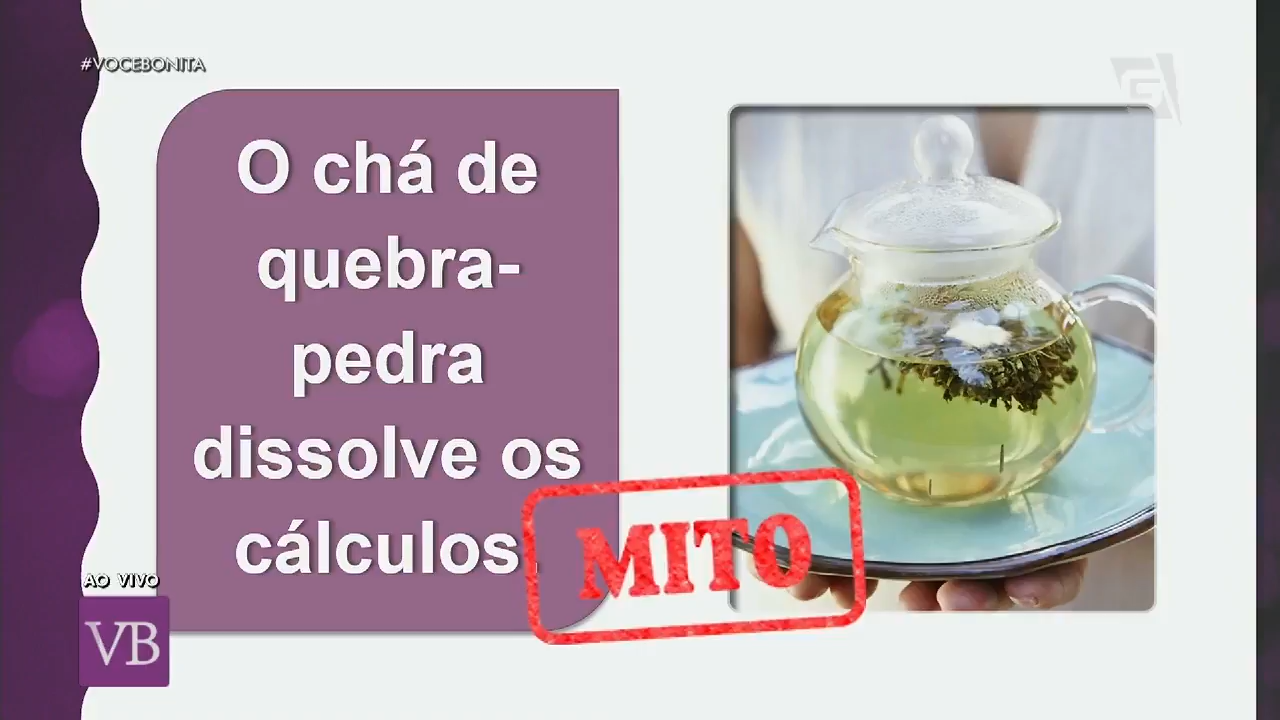 #VOCEBONITA
O chá de
quebra-
pedra
dissolve os
cálculos.
MITO
AO VIVO
VB